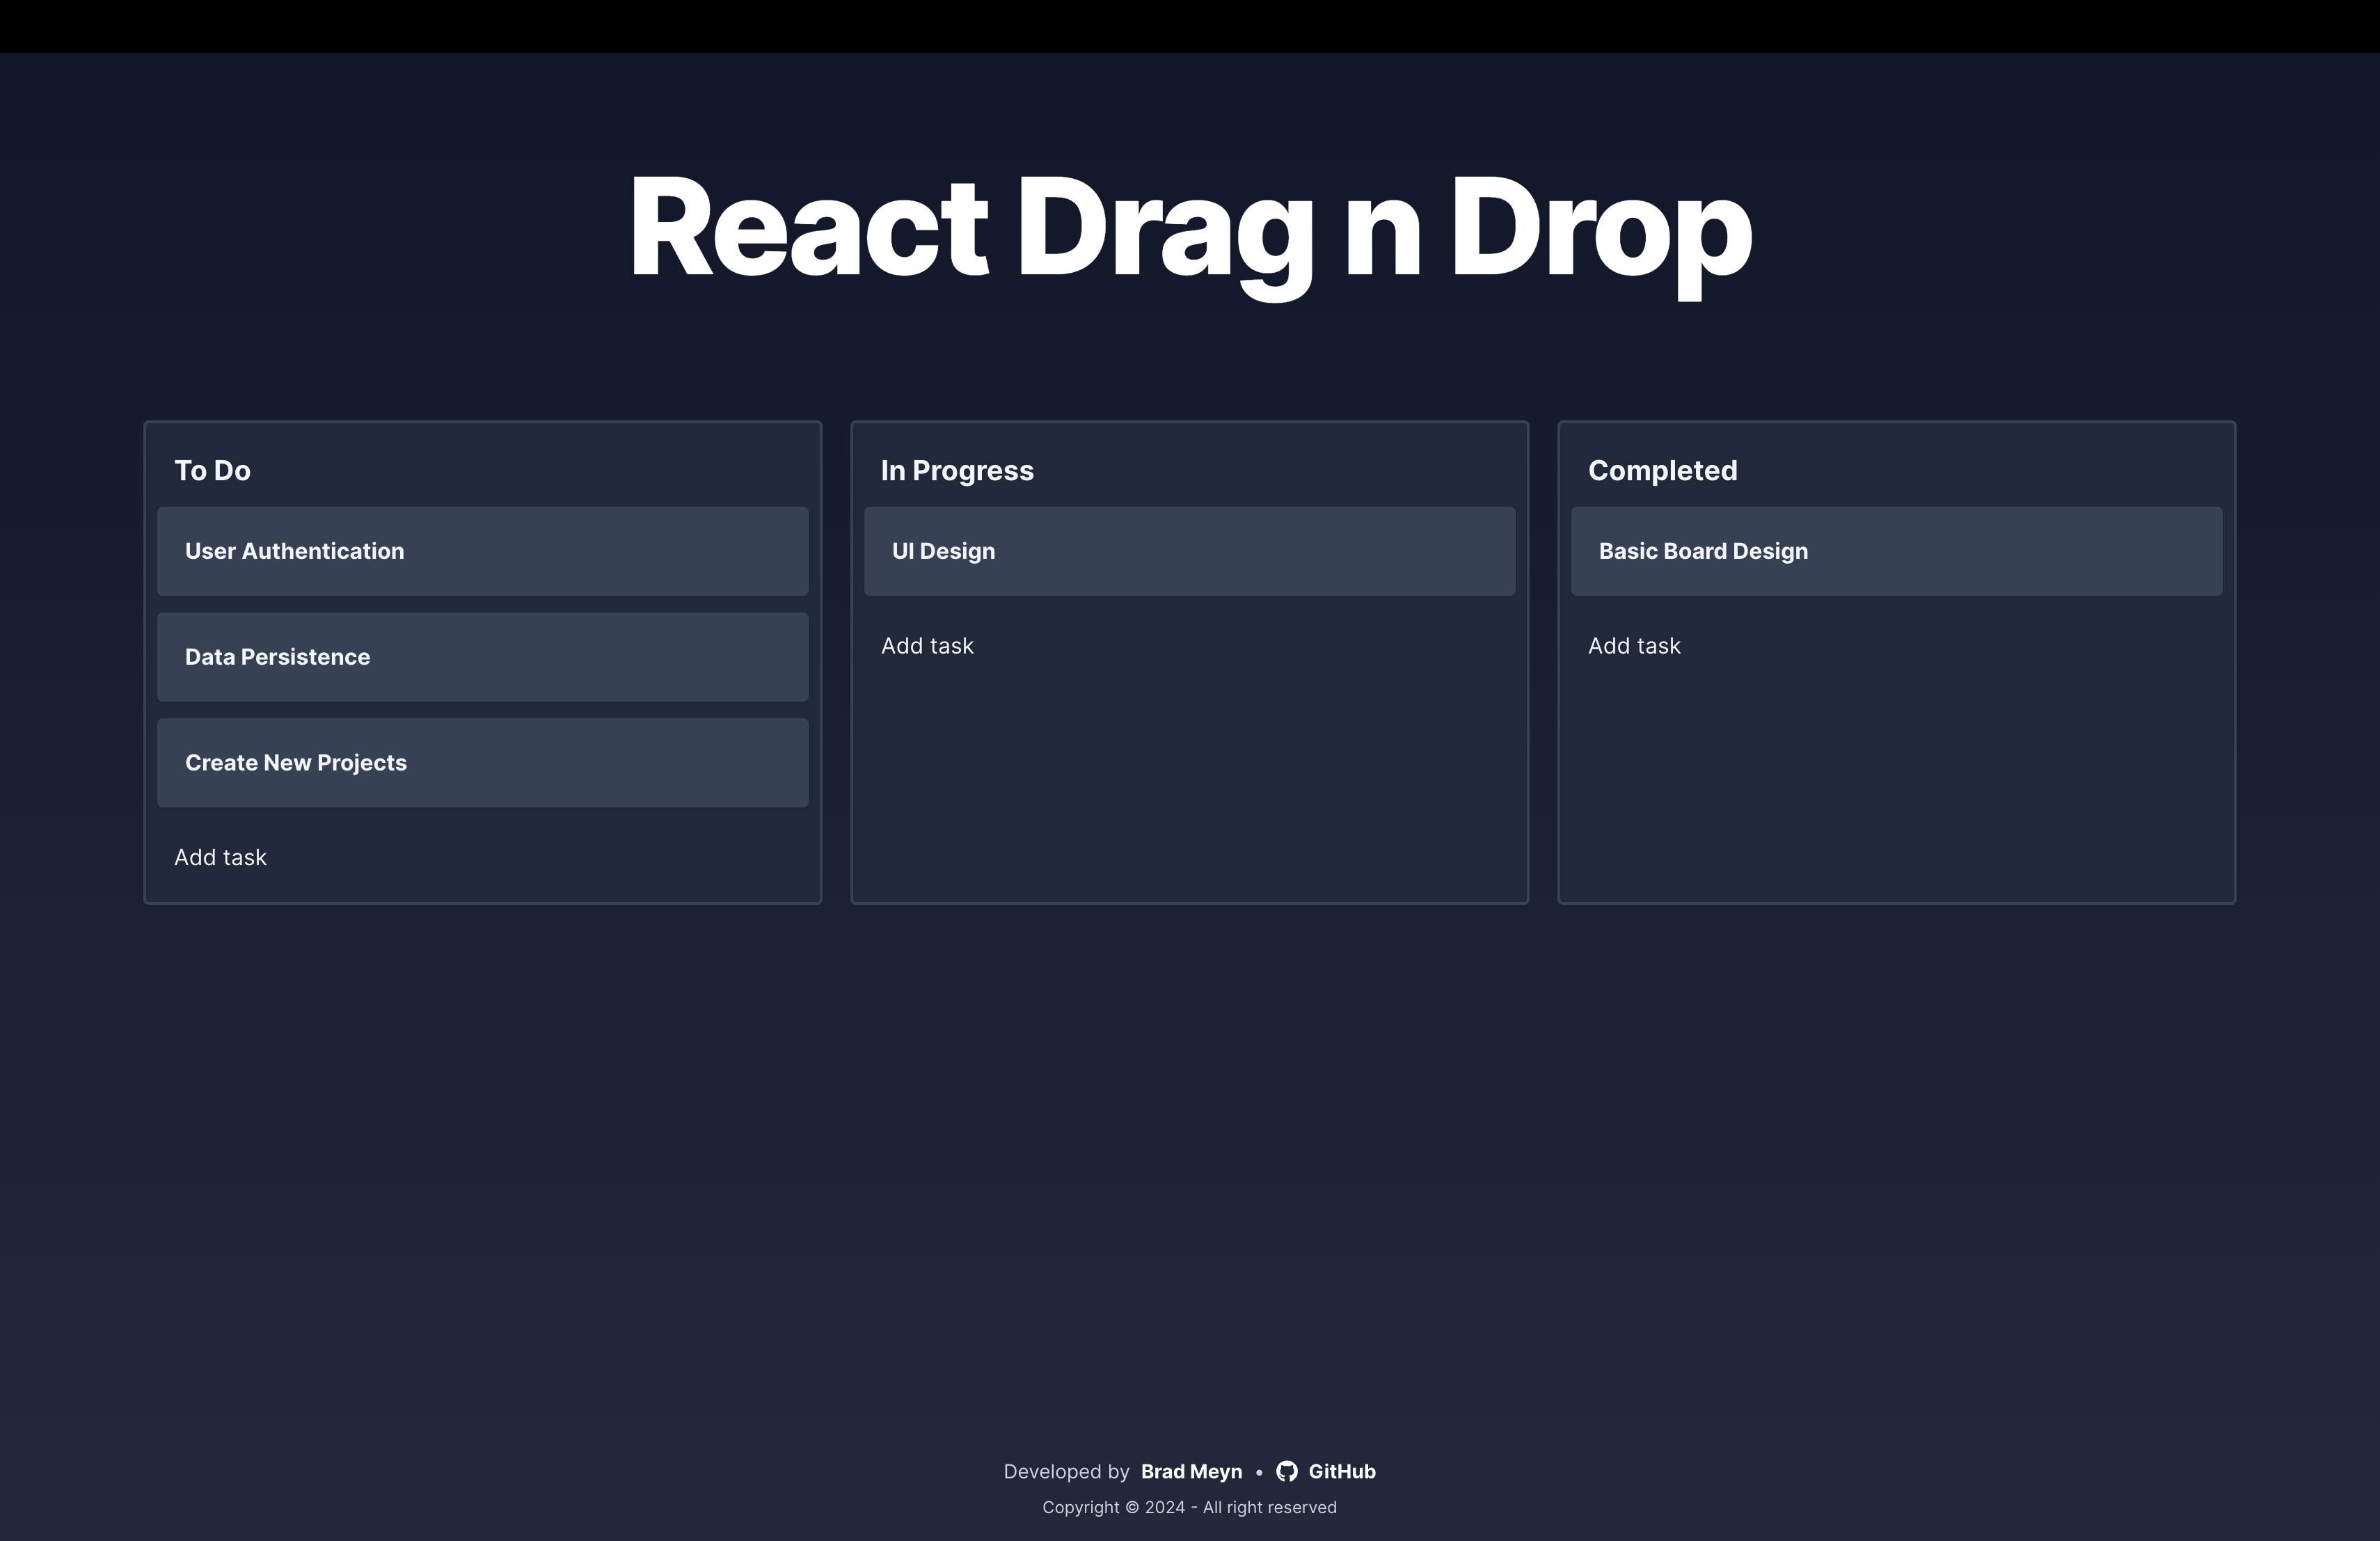 React Drag n Drop
To Do
User Authentication
Data Persistence
Create New Projects
Add task
In Progress
UI Design
Add task
Completed
Basic Board Design
Add task
Developed by Brad Meyn • GitHub
Copyright © 2024 - All right reserved